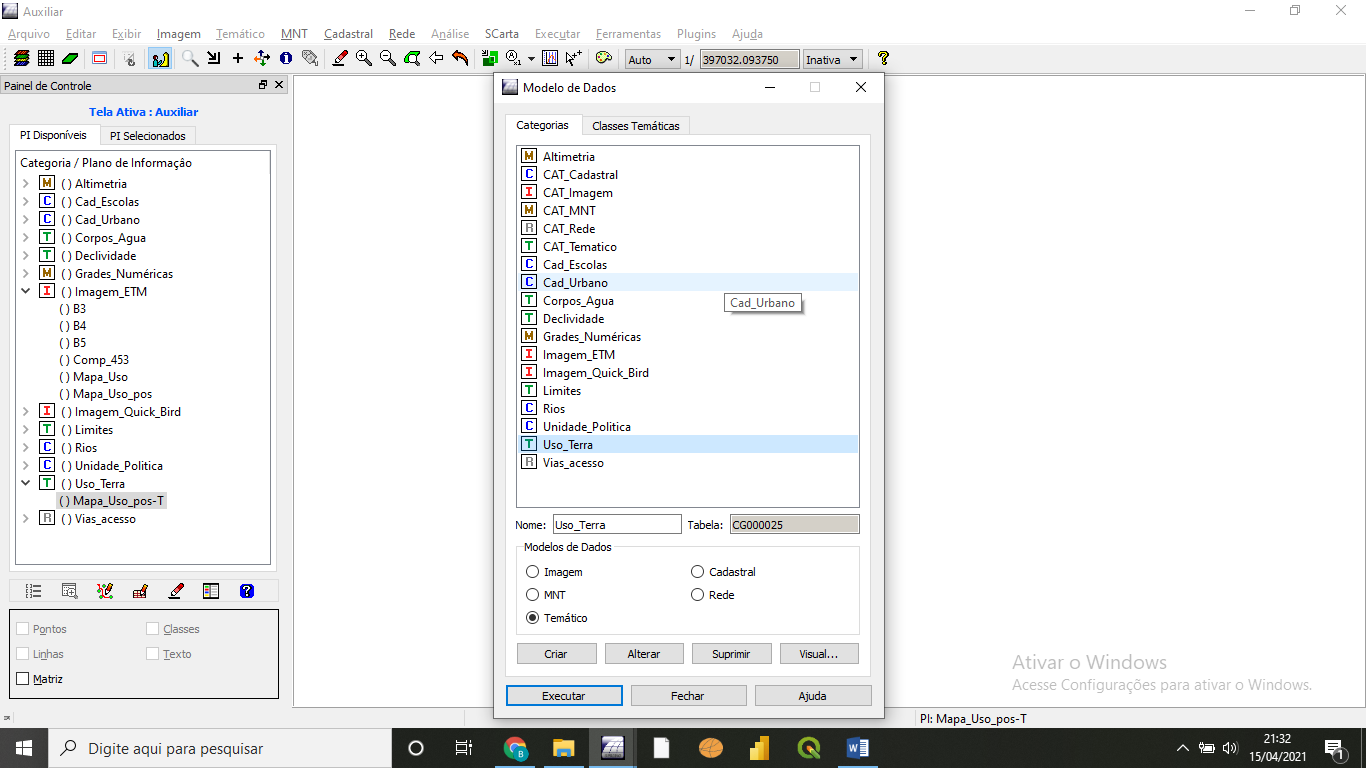 Auxiliar
Arquivo Editar Exibir Imagem Temático MNT Cadastral Rede Análise SCarta Executar Ferramentas Plugins Ajuda
Auto 1/ 397032.093750 Inativa
Painel de Controle
Tela Ativa : Auxiliar
PI Disponíveis PI Selecionados
Categoria / Plano de Informação
M ( ) Altimetria
C ( ) Cad_Escolas
C ( ) Cad_Urbano
T ( ) Corpos_Agua
T ( ) Declividade
M ( ) Grades_Numéricas
I ( ) Imagem_ETM
( ) B3
( ) B4
( ) B5
( ) Comp_453
( ) Mapa_Uso
( ) Mapa_Uso_pos
I ( ) Imagem_Quick_Bird
T ( ) Limites
C ( ) Rios
C ( ) Unidade_Politica
T ( ) Uso_Terra
( ) Mapa_Uso_pos-T
R ( ) Vias_acesso
Pontos Classes
Linhas Texto
Matriz
Modelo de Dados
Categorias Classes Temáticas
M Altimetria
C CAT_Cadastral
I CAT_Imagem
M CAT_MNT
R CAT_Rede
T CAT_Tematico
C Cad_Escolas
C Cad_Urbano
Cad_Urbano
T Corpos_Agua
T Declividade
M Grades_Numéricas
I Imagem_ETM
I Imagem_Quick_Bird
T Limites
C Rios
C Unidade_Politica
T Uso_Terra
R Vias_acesso
Nome: Uso_Terra Tabela: CG000025
Modelos de Dados
Imagem Cadastral
MNT Rede
Temático
Criar Alterar Suprimir Visual...
Executar Fechar Ajuda
Ativar o Windows
Acesse Configurações para ativar o Windows.
PI: Mapa_Uso_pos-T
Digite aqui para pesquisar
21:32
15/04/2021
1